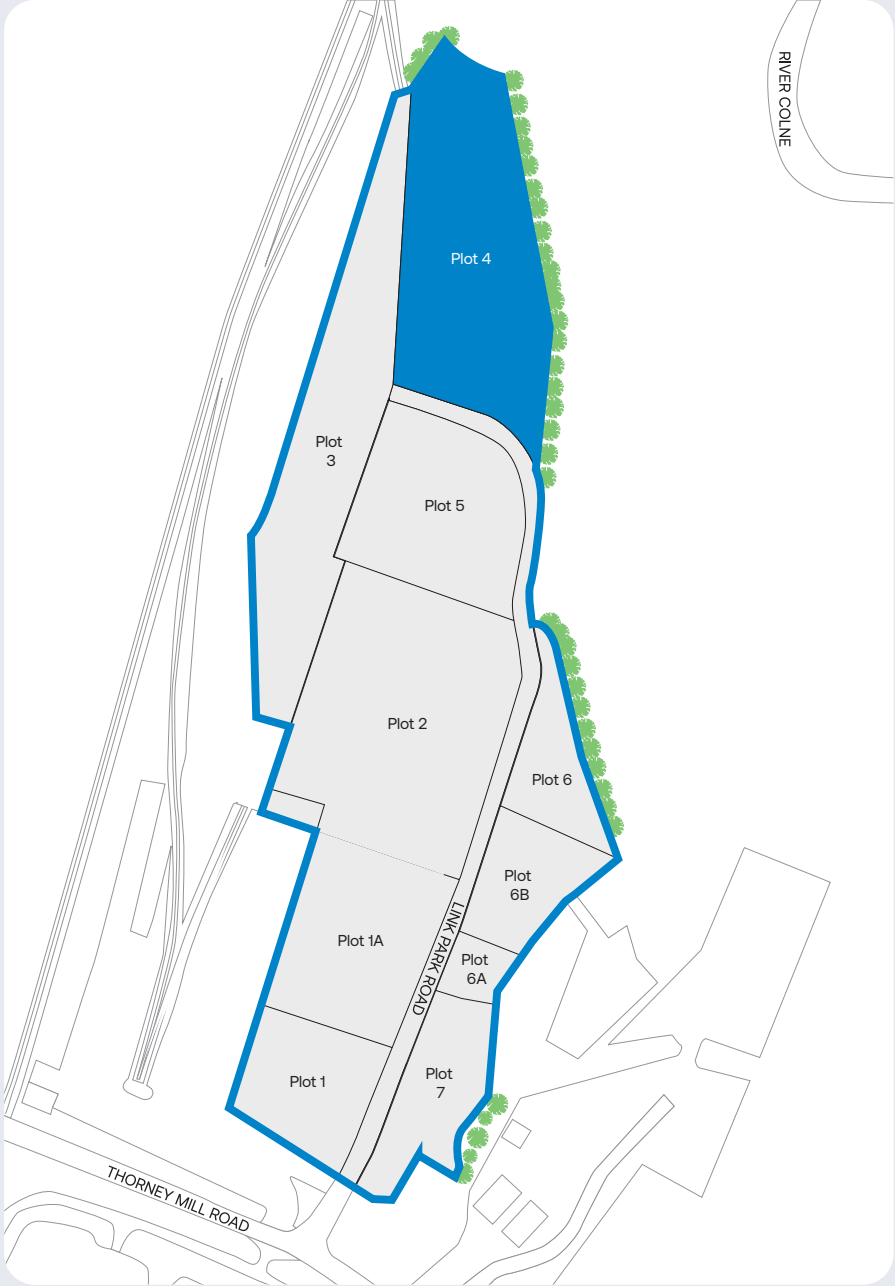 RIVER COLNE
Plot 4
Plot
3
Plot 5
Plot 2
Plot 6
Plot
6B
Plot 1A
LINK PARK ROAD
Plot
6A
Plot 1
Plot
7
THORNEY MILL ROAD